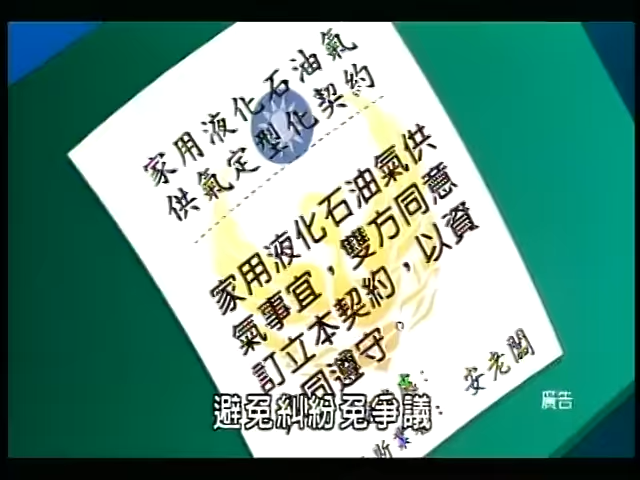 家用液化石油氣
供氣定型化契約
家用液化石油氣供
氣事宜，雙方同意
訂立本契約，以資
同遵守。
安老闆
避免糾紛免爭議
廣告